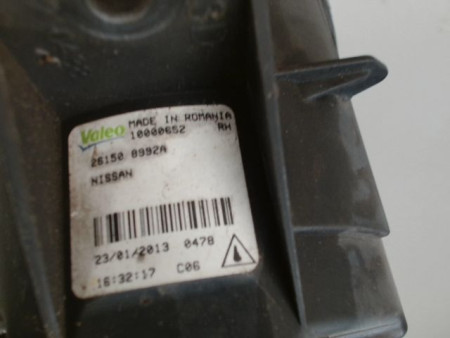 Valeo MADE IN ROMANIA
10000652 RH
26150 8992A
NISSAN
23/01/2013 0478
16:32:17 C06